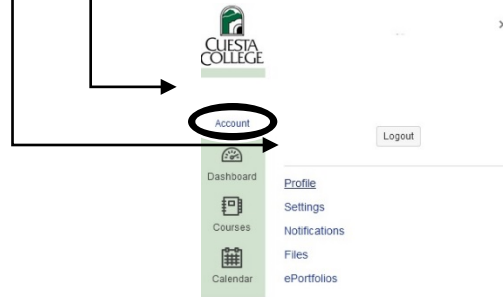 CUESTA
COLLEGE
Account
Logout
Dashboard
Profile
Settings
Courses
Notifications
Files
Calendar
ePortfolios